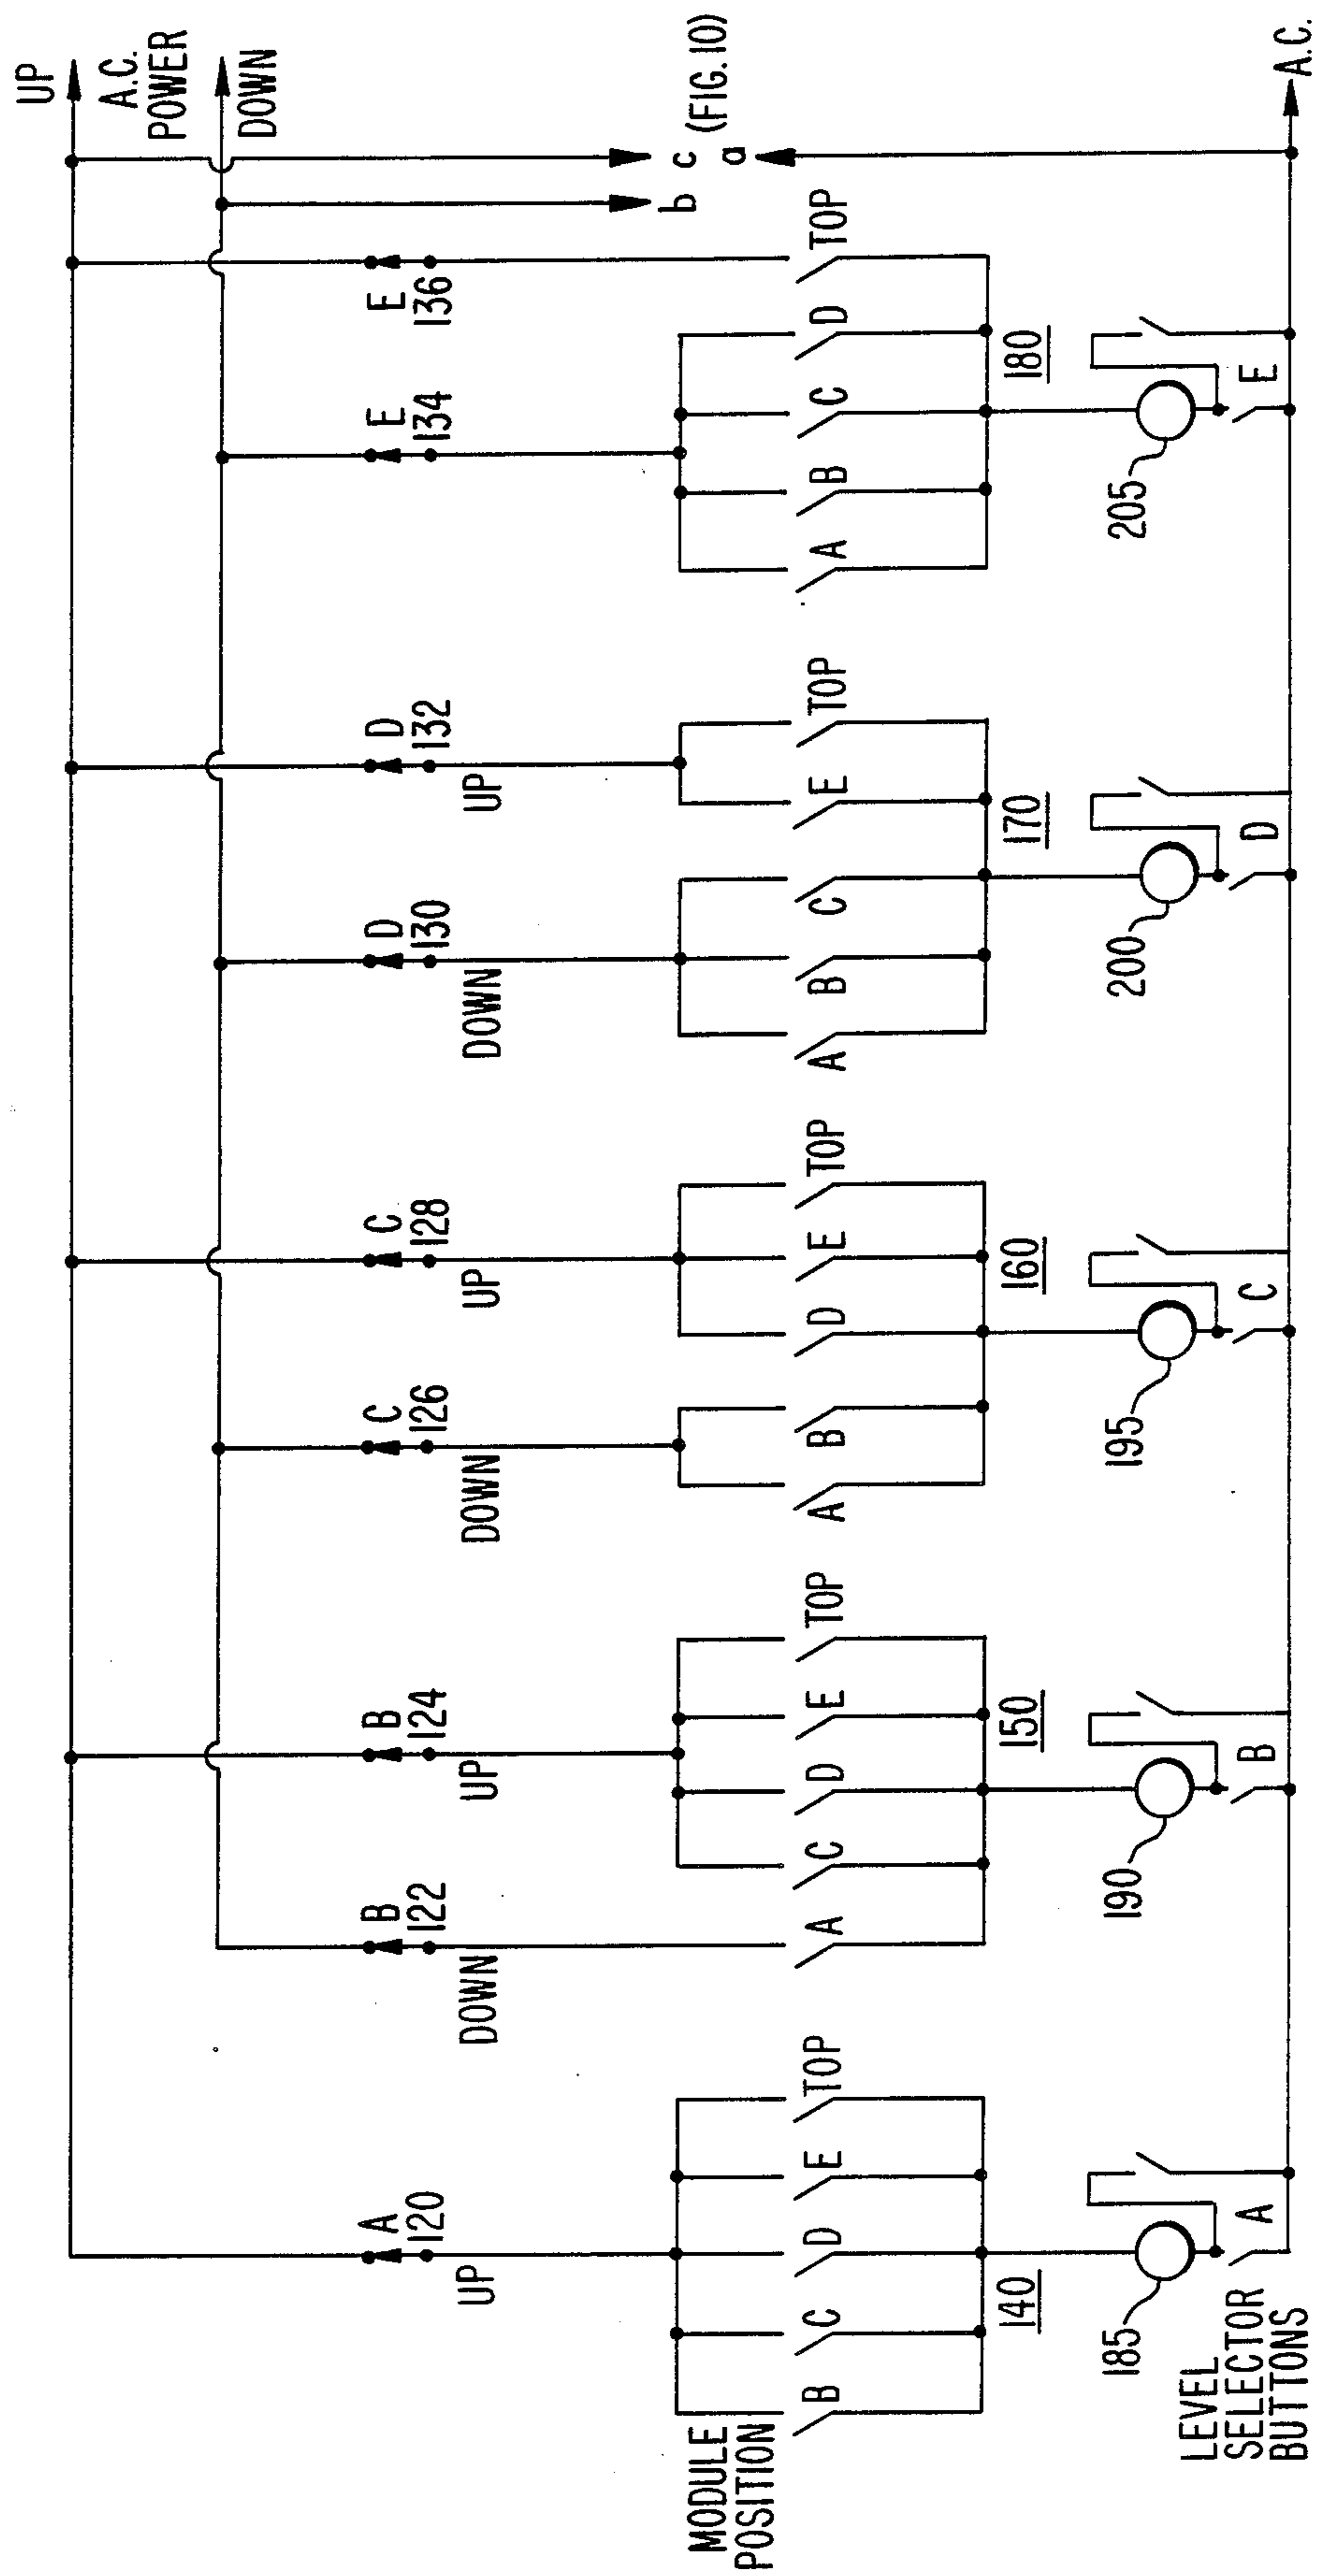 UP
A.C.
POWER
DOWN
(FIG. 10)
c
a
b
A
120
UP
B
122
DOWN
B
124
UP
C
126
DOWN
C
128
UP
D
130
DOWN
D
132
UP
E
134
E
136
MODULE
POSITION
B C D E TOP
A C D E TOP
A B D E TOP
A B C E TOP
A B C D TOP
140
150
160
170
180
185
190
195
200
205
LEVEL
SELECTOR
BUTTONS
A
B
C
D
E
A.C.